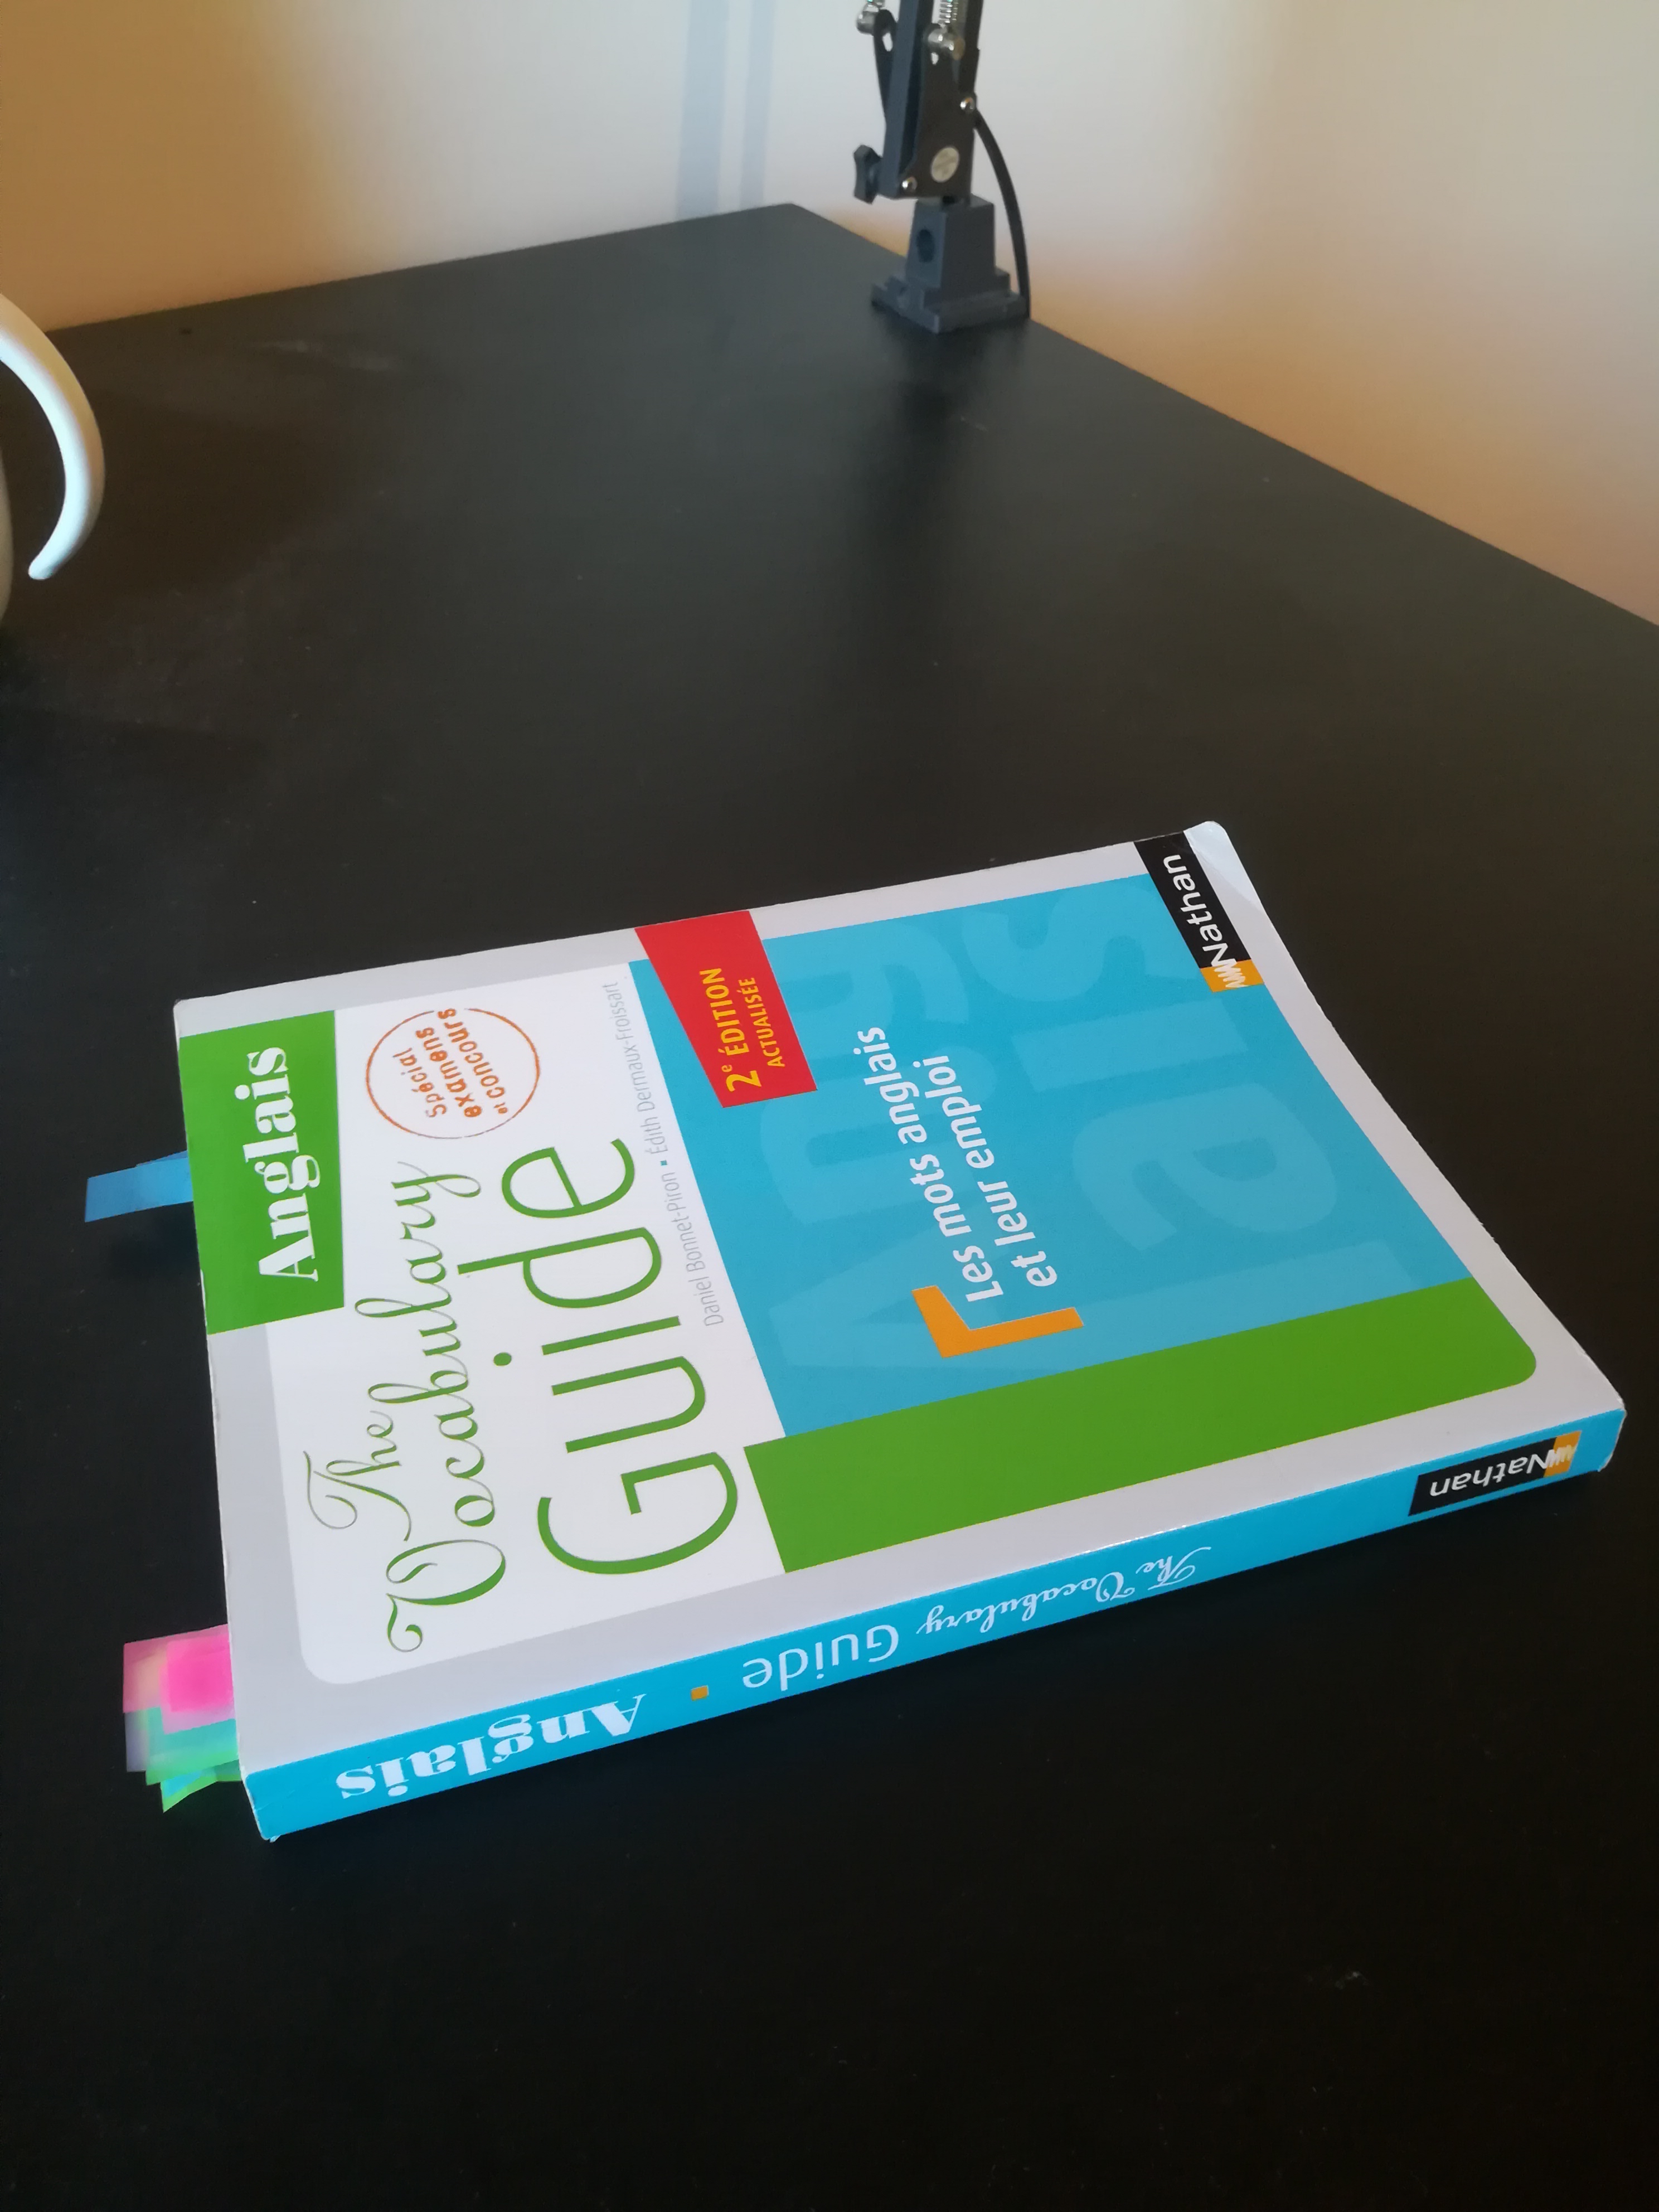 Anglais
Spécial
examens
et concours
The
Vocabulary
Guide
Daniel Bonnet-Piron ▪ Édith Dermaux-Froissart
2e ÉDITION
ACTUALISÉE
Les mots anglais
et leur emploi
Anglais
Nathan
Anglais ▪ The Vocabulary Guide
Nathan